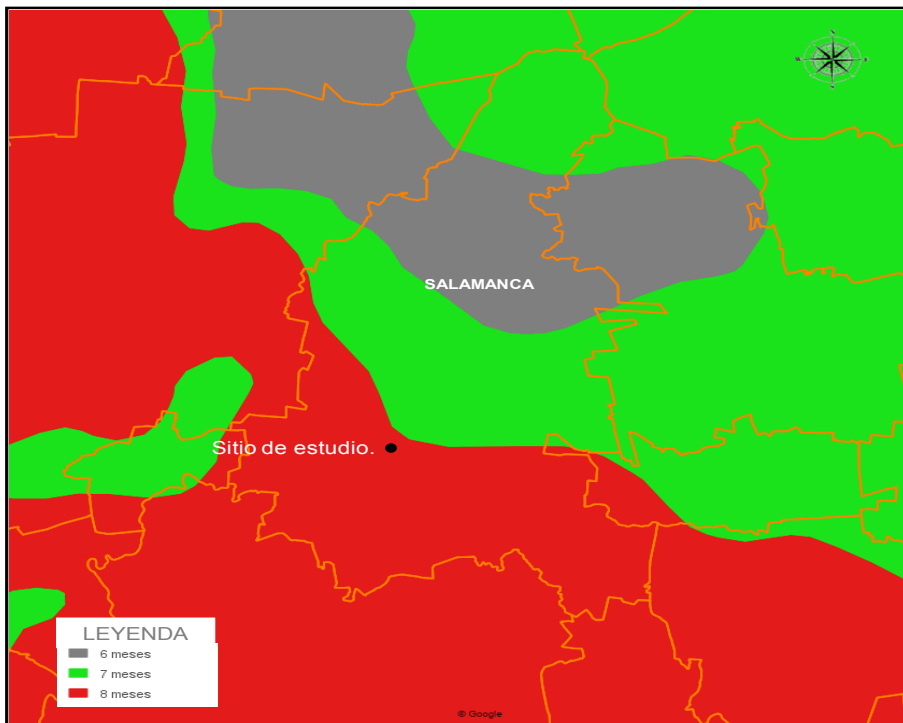 SALAMANCA
Sitio de estudio.
LEYENDA
6 meses
7 meses
8 meses
© Google